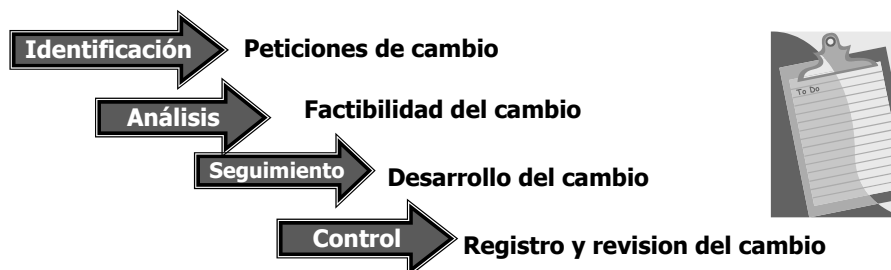 Identificación Peticiones de cambio
To Do
Análisis Factibilidad del cambio
Seguimiento Desarrollo del cambio
Control Registro y revision del cambio